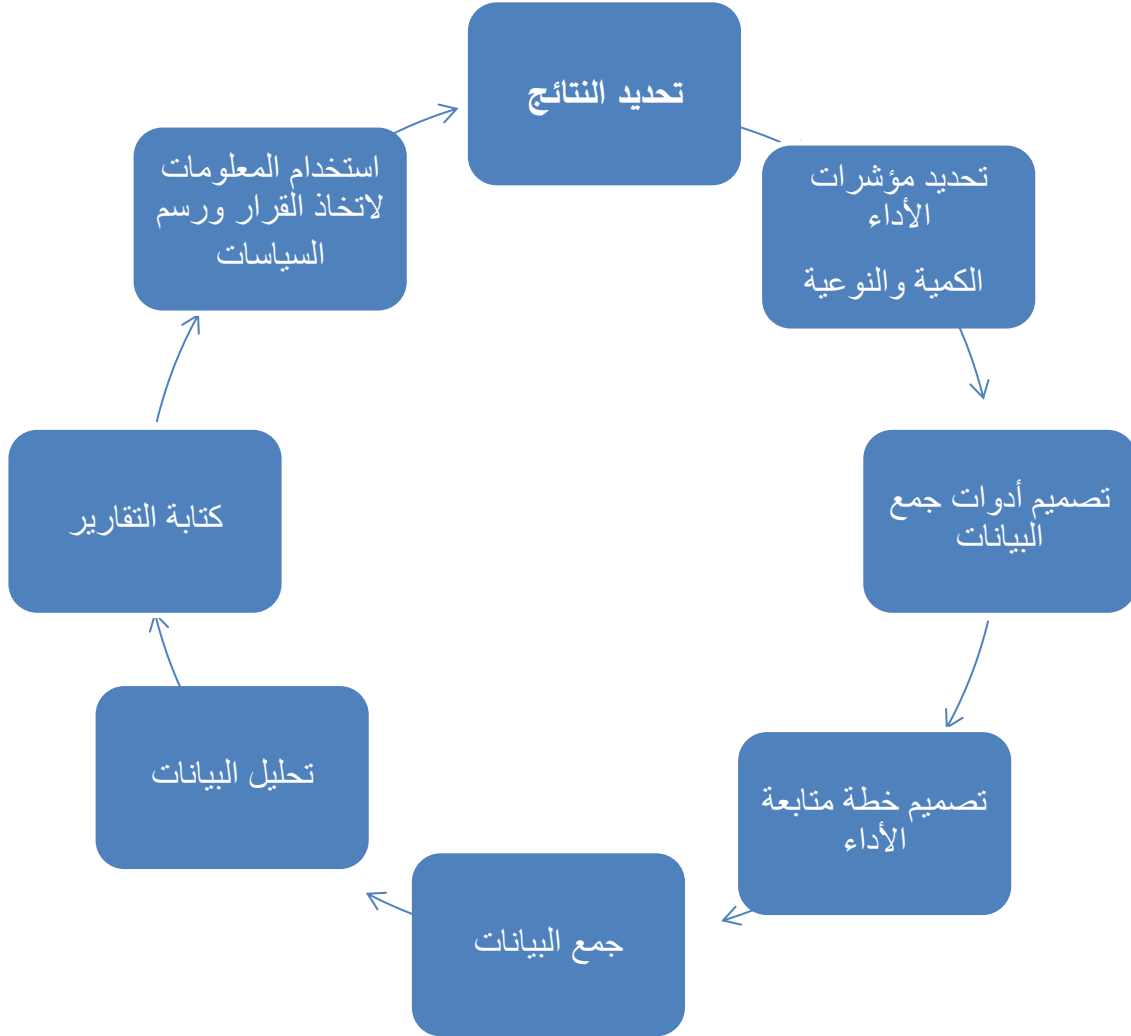 تحديد النتائج
تحديد مؤشرات
الأداء
الكمية والنوعية
تصميم أدوات جمع
البيانات
تصميم خطة متابعة
الأداء
جمع البيانات
تحليل البيانات
كتابة التقارير
استخدام المعلومات
لاتخاذ القرار ورسم
السياسات